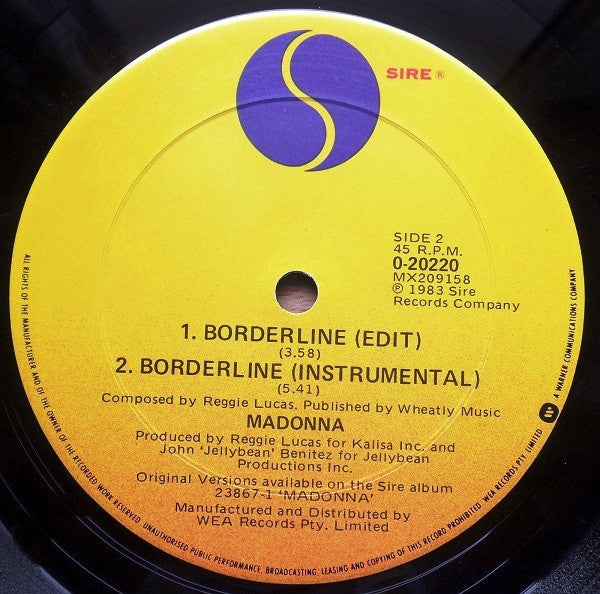 SIRE ®
SIDE 2
45 R.P.M.
0-20220
MX209158
℗ 1983 Sire
Records Company
1. BORDERLINE (EDIT)
(3.58)
2. BORDERLINE (INSTRUMENTAL)
(5.41)
Composed by Reggie Lucas. Published by Wheatly Music
MADONNA
Produced by Reggie Lucas for Kalisa Inc. and
John 'Jellybean' Benitez for Jellybean
Productions Inc.
Original Versions available on the Sire album
23867-1 'MADONNA'
Manufactured and Distributed by
WEA Records Pty. Limited
ALL RIGHTS OF THE MANUFACTURER AND OF THE OWNER OF THE RECORDED WORK RESERVED. UNAUTHORISED PUBLIC PERFORMANCE, BROADCASTING, LEASING AND COPYING OF THIS RECORD PROHIBITED. WEA RECORDS PTY. LIMITED
A WARNER COMMUNICATIONS COMPANY